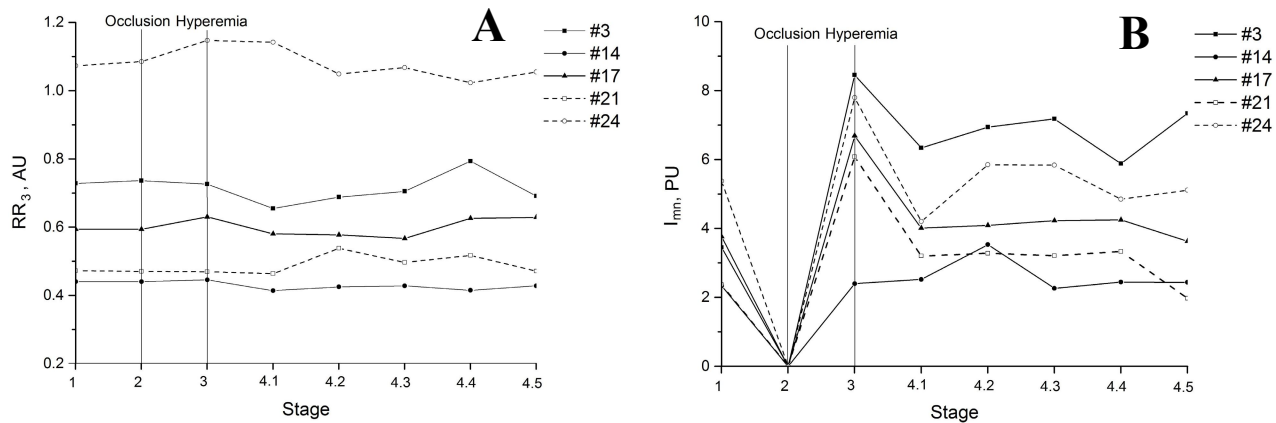 A
Occlusion Hyperemia
RR3, AU
1.2
1.0
0.8
0.6
0.4
0.2
1 2 3 4.1 4.2 4.3 4.4 4.5
Stage
#3
#14
#17
#21
#24
B
Occlusion Hyperemia
Imn, PU
10
8
6
4
2
0
1 2 3 4.1 4.2 4.3 4.4 4.5
Stage
#3
#14
#17
#21
#24